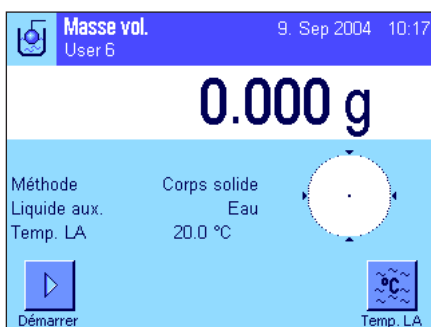 Masse vol. 9. Sep 2004 10:17
User 6
0.000 g
Méthode Corps solide
Liquide aux. Eau
Temp. LA 20.0 °C
°C
Démarrer Temp. LA